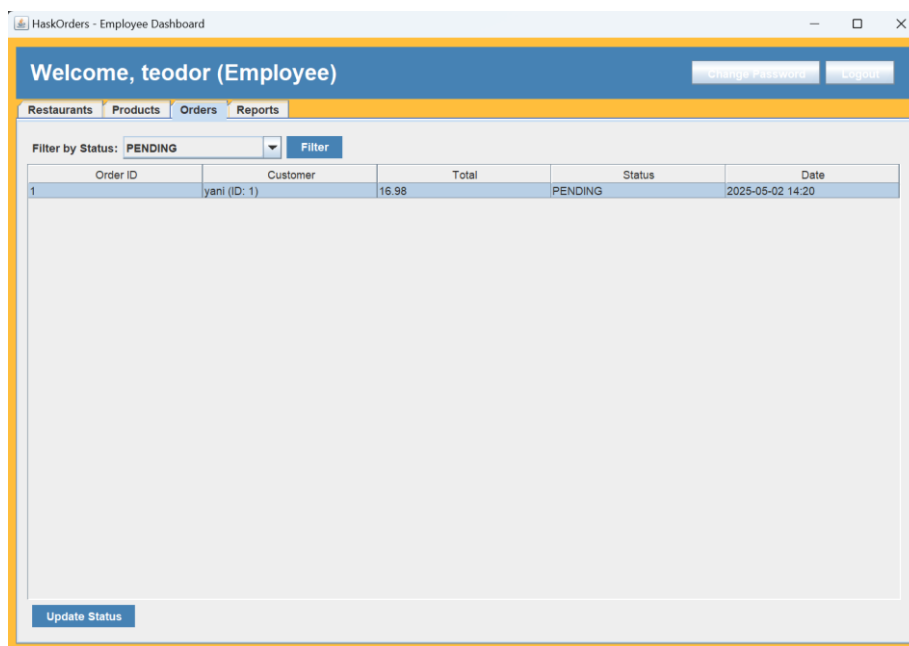 HaskOrders - Employee Dashboard
Welcome, teodor (Employee)
Change Password Logout
Restaurants Products Orders Reports
Filter by Status: PENDING Filter
Order ID Customer Total Status Date
1 yani (ID: 1) 16.98 PENDING 2025-05-02 14:20
Update Status